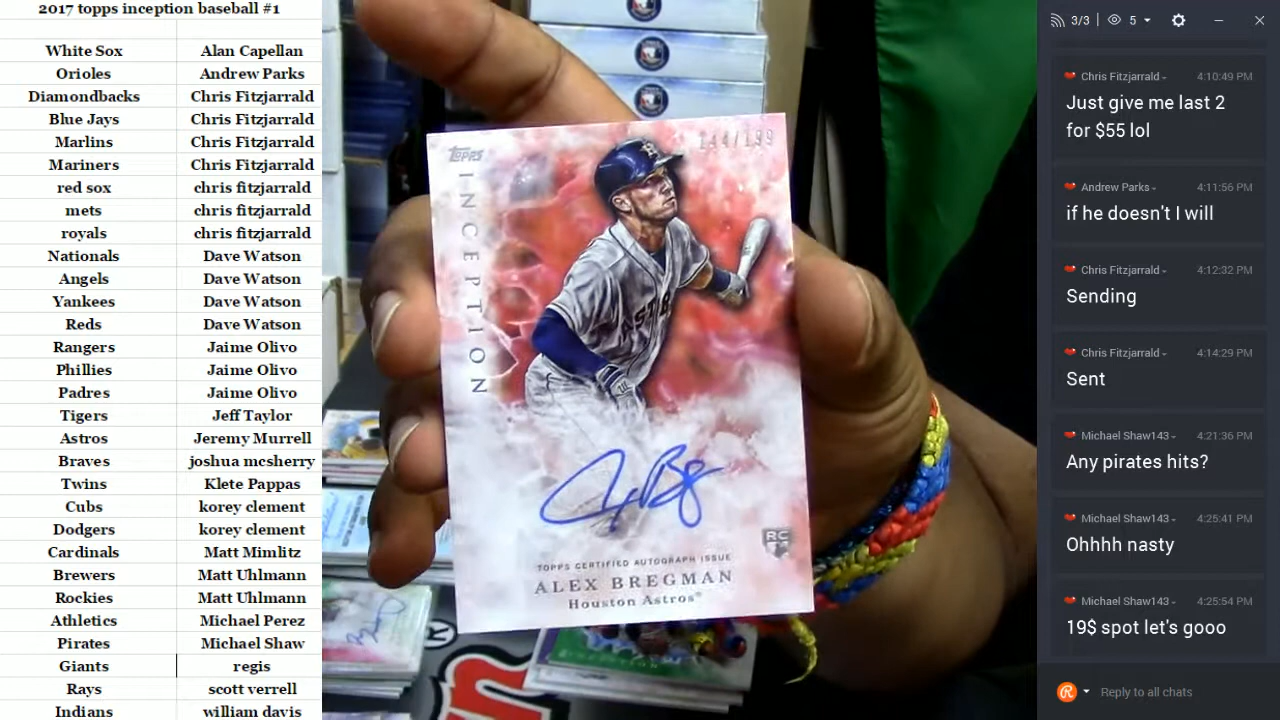 2017 topps inception baseball #1
White Sox Alan Capellan
Orioles Andrew Parks
Diamondbacks Chris Fitzjarrald
Blue Jays Chris Fitzjarrald
Marlins Chris Fitzjarrald
Mariners Chris Fitzjarrald
red sox chris fitzjarrald
mets chris fitzjarrald
royals chris fitzjarrald
Nationals Dave Watson
Angels Dave Watson
Yankees Dave Watson
Reds Dave Watson
Rangers Jaime Olivo
Phillies Jaime Olivo
Padres Jaime Olivo
Tigers Jeff Taylor
Astros Jeremy Murrell
Braves joshua mcsherry
Twins Klete Pappas
Cubs korey clement
Dodgers korey clement
Cardinals Matt Mimlitz
Brewers Matt Uhlmann
Rockies Matt Uhlmann
Athletics Michael Perez
Pirates Michael Shaw
Giants regis
Rays scott verrell
Indians william davis
TOPPS
144/199
INCEPTION
RC
TOPPS CERTIFIED AUTOGRAPH ISSUE
ALEX BREGMAN
Houston Astros®
3/3 5
Chris Fitzjarrald 4:10:49 PM
Just give me last 2
for $55 lol
Andrew Parks 4:11:56 PM
if he doesn't I will
Chris Fitzjarrald 4:12:32 PM
Sending
Chris Fitzjarrald 4:14:29 PM
Sent
Michael Shaw143 4:21:36 PM
Any pirates hits?
Michael Shaw143 4:25:41 PM
Ohhhh nasty
Michael Shaw143 4:25:54 PM
19$ spot let's gooo
Reply to all chats